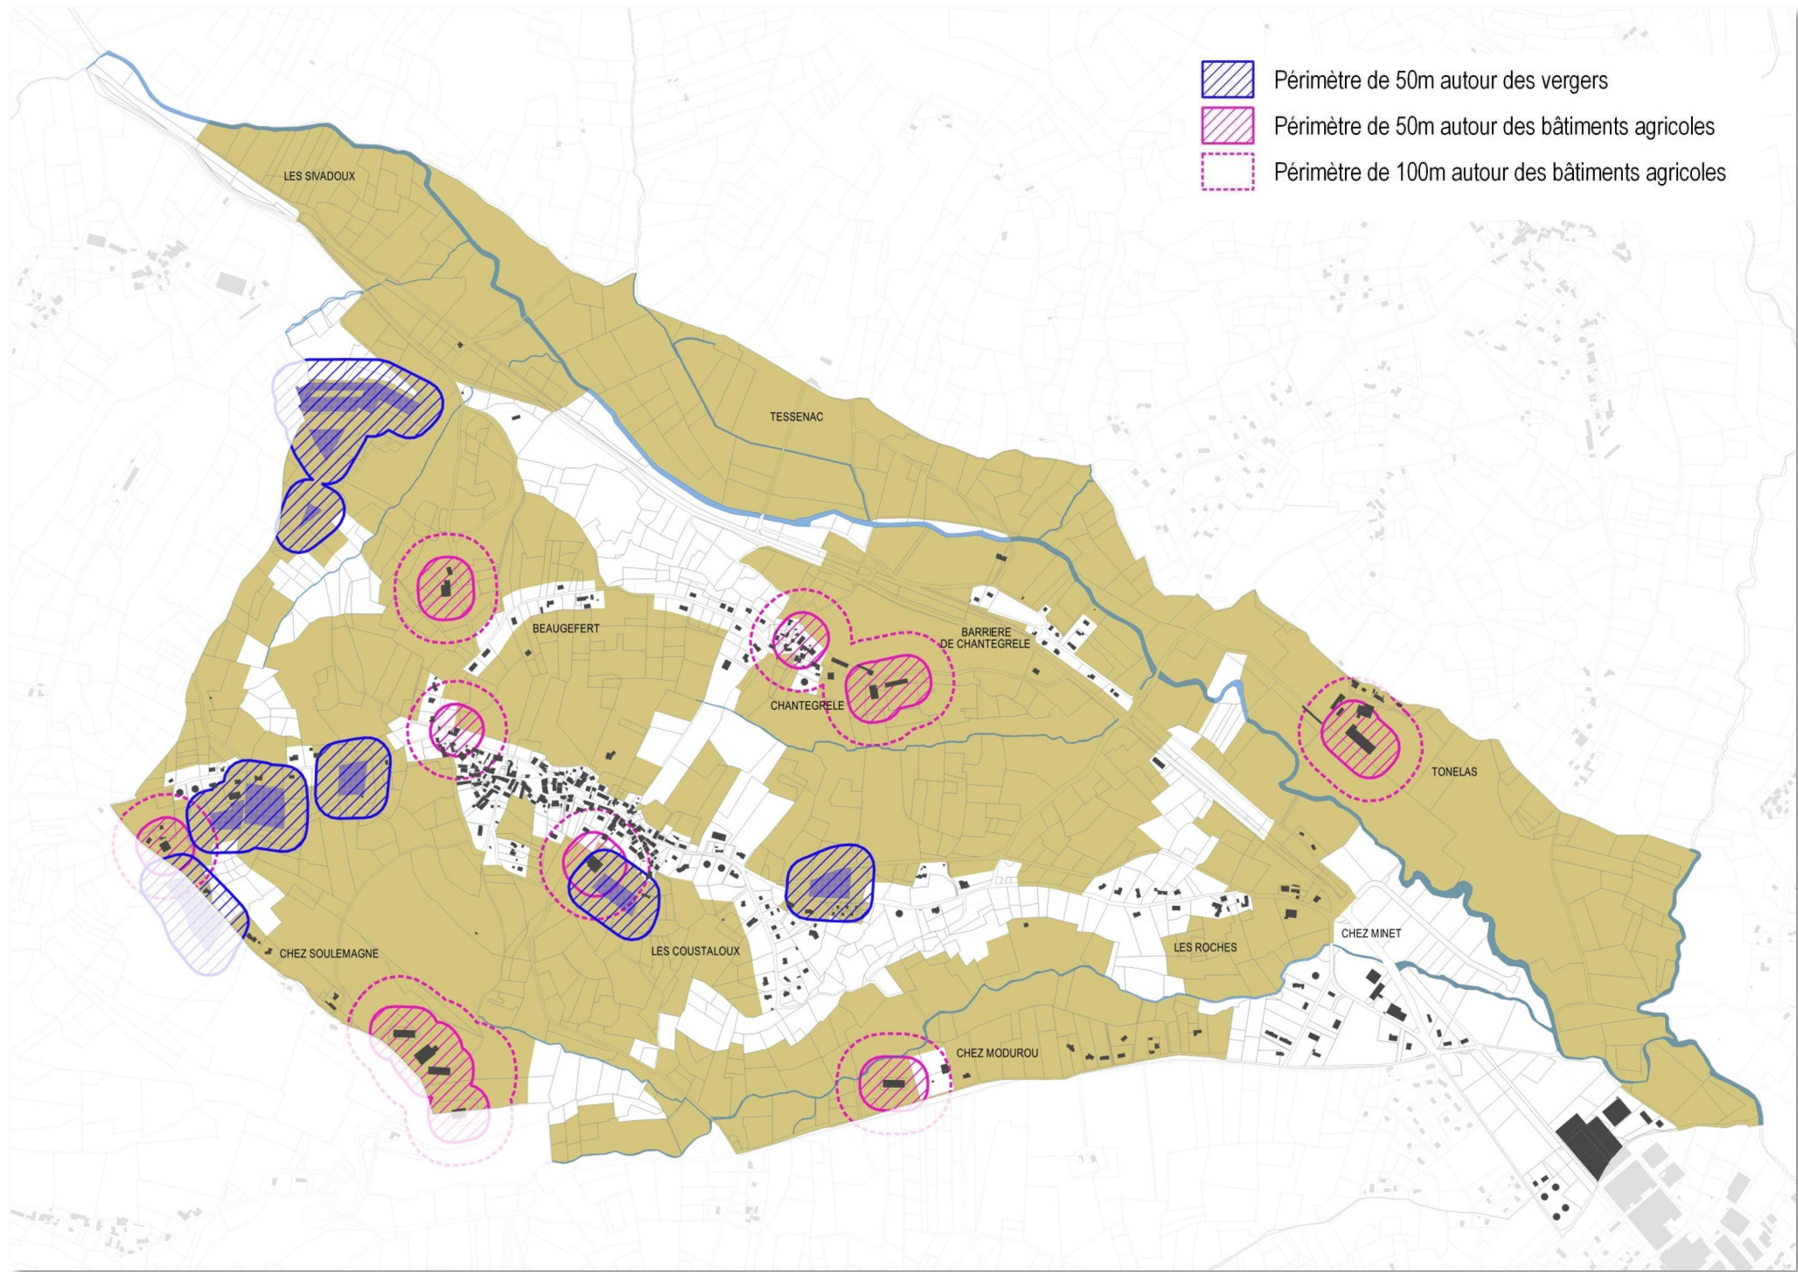 Périmètre de 50m autour des vergers
Périmètre de 50m autour des bâtiments agricoles
Périmètre de 100m autour des bâtiments agricoles
LES SIVADOUX
TESSENAC
BEAUGEFERT
BARRIERE
DE CHANTEGRELE
CHANTEGRELE
TONELAS
CHEZ MINET
LES ROCHES
LES COUSTALOUX
CHEZ SOULEMAGNE
CHEZ MODUROU